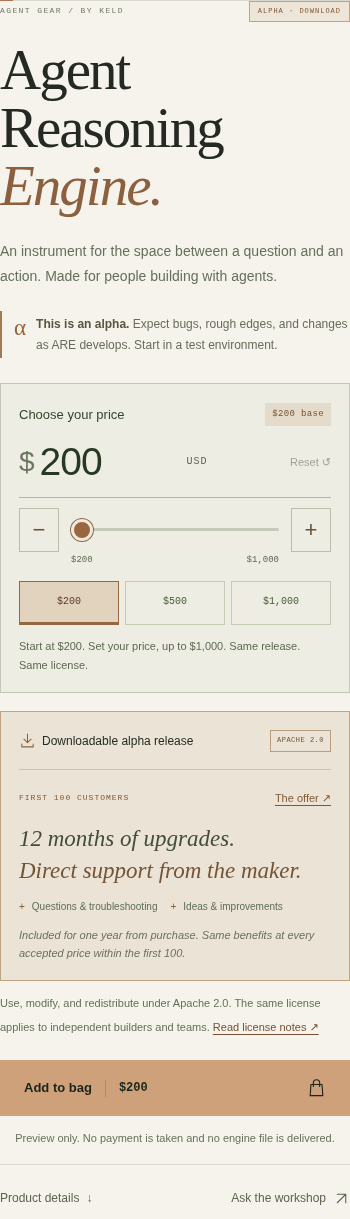 AGENT GEAR / BY KELD
ALPHA · DOWNLOAD
Agent
Reasoning
Engine.
An instrument for the space between a question and an
action. Made for people building with agents.
α This is an alpha. Expect bugs, rough edges, and changes
as ARE develops. Start in a test environment.
Choose your price
$200 base
$ 200
USD
Reset ↺
−
+
$200
$1,000
$200
$500
$1,000
Start at $200. Set your price, up to $1,000. Same release.
Same license.
Downloadable alpha release
APACHE 2.0
FIRST 100 CUSTOMERS
The offer ↗
12 months of upgrades.
Direct support from the maker.
+ Questions & troubleshooting + Ideas & improvements
Included for one year from purchase. Same benefits at every
accepted price within the first 100.
Use, modify, and redistribute under Apache 2.0. The same license
applies to independent builders and teams. Read license notes ↗
Add to bag
$200
Preview only. No payment is taken and no engine file is delivered.
Product details ↓
Ask the workshop ↗